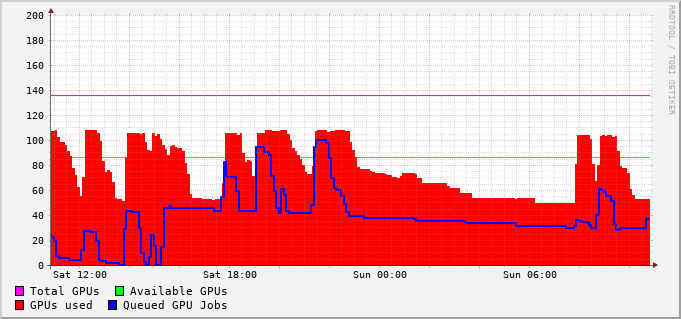 200
180
160
140
120
100
80
60
40
20
0
Sat 12:00 Sat 18:00 Sun 00:00 Sun 06:00
Total GPUs Available GPUs
GPUs used Queued GPU Jobs
RRDTOOL / TOBI OETIKER